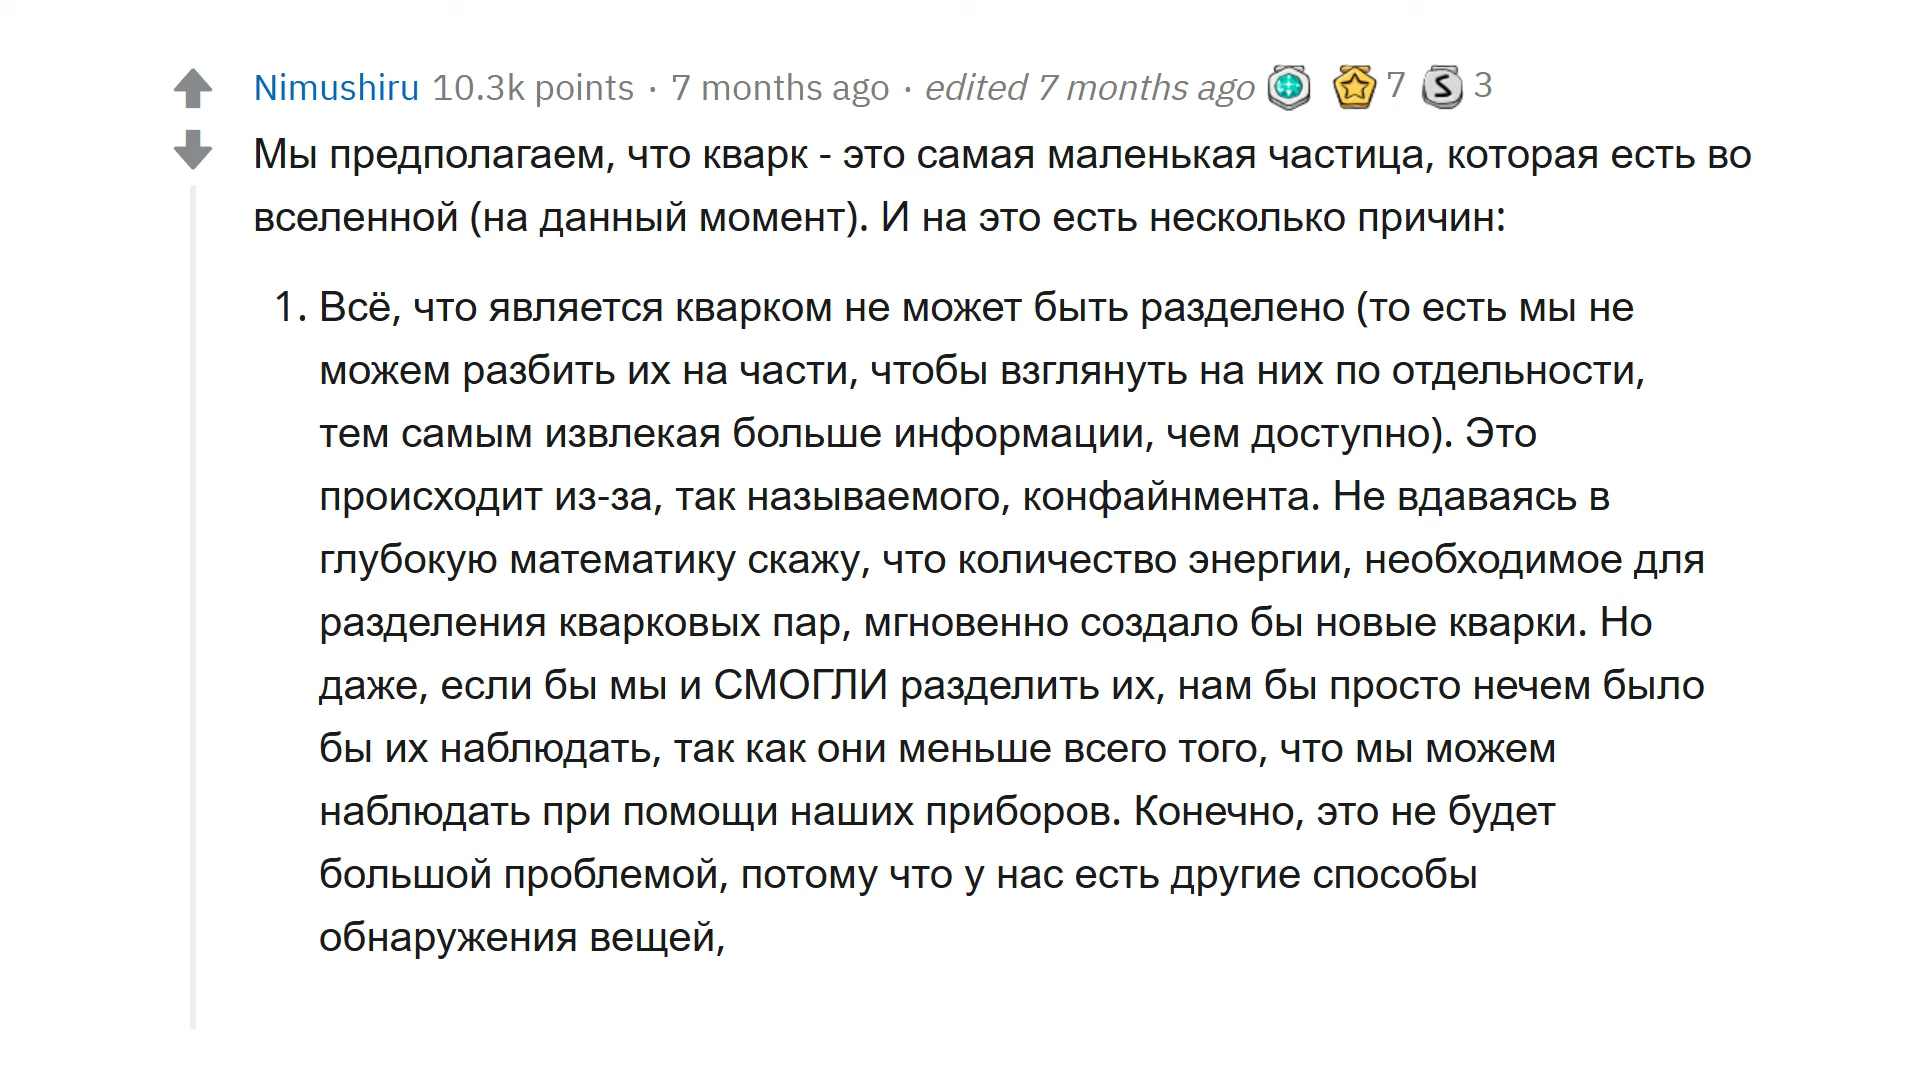 Nimushiru 10.3k points · 7 months ago · edited 7 months ago 7 S 3
Мы предполагаем, что кварк - это самая маленькая частица, которая есть во
вселенной (на данный момент). И на это есть несколько причин:
1. Всё, что является кварком не может быть разделено (то есть мы не
можем разбить их на части, чтобы взглянуть на них по отдельности,
тем самым извлекая больше информации, чем доступно). Это
происходит из-за, так называемого, конфайнмента. Не вдаваясь в
глубокую математику скажу, что количество энергии, необходимое для
разделения кварковых пар, мгновенно создало бы новые кварки. Но
даже, если бы мы и СМОГЛИ разделить их, нам бы просто нечем было
бы их наблюдать, так как они меньше всего того, что мы можем
наблюдать при помощи наших приборов. Конечно, это не будет
большой проблемой, потому что у нас есть другие способы
обнаружения вещей,